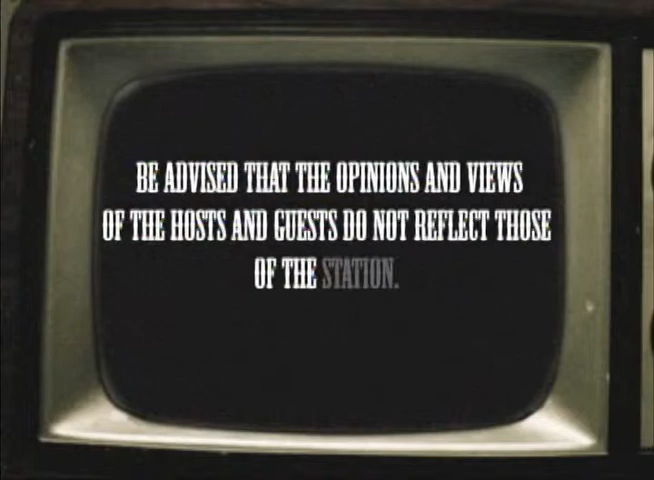 BE ADVISED THAT THE OPINIONS AND VIEWS
OF THE HOSTS AND GUESTS DO NOT REFLECT THOSE
OF THE STATION.